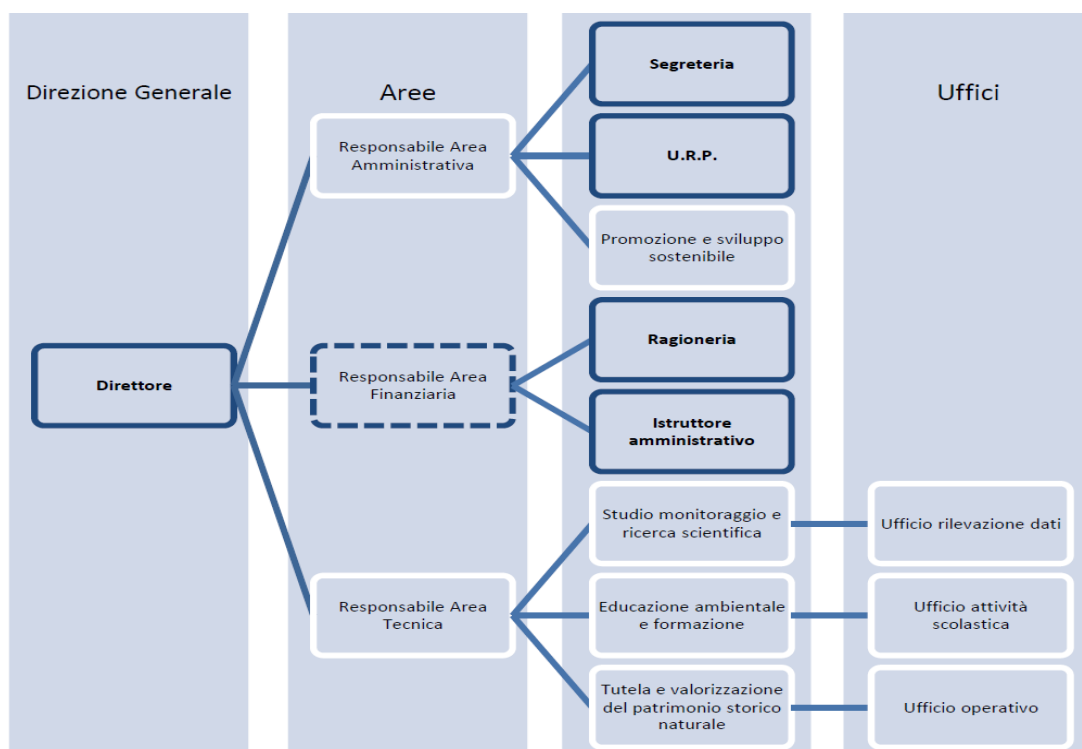 Direzione Generale
Aree
Uffici
Direttore
Responsabile Area
Amministrativa
Segreteria
U.R.P.
Promozione e sviluppo
sostenibile
Responsabile Area
Finanziaria
Ragioneria
Istruttore
amministrativo
Responsabile Area
Tecnica
Studio monitoraggio e
ricerca scientifica
Ufficio rilevazione dati
Educazione ambientale
e formazione
Ufficio attività
scolastica
Tutela e valorizzazione
del patrimonio storico
naturale
Ufficio operativo